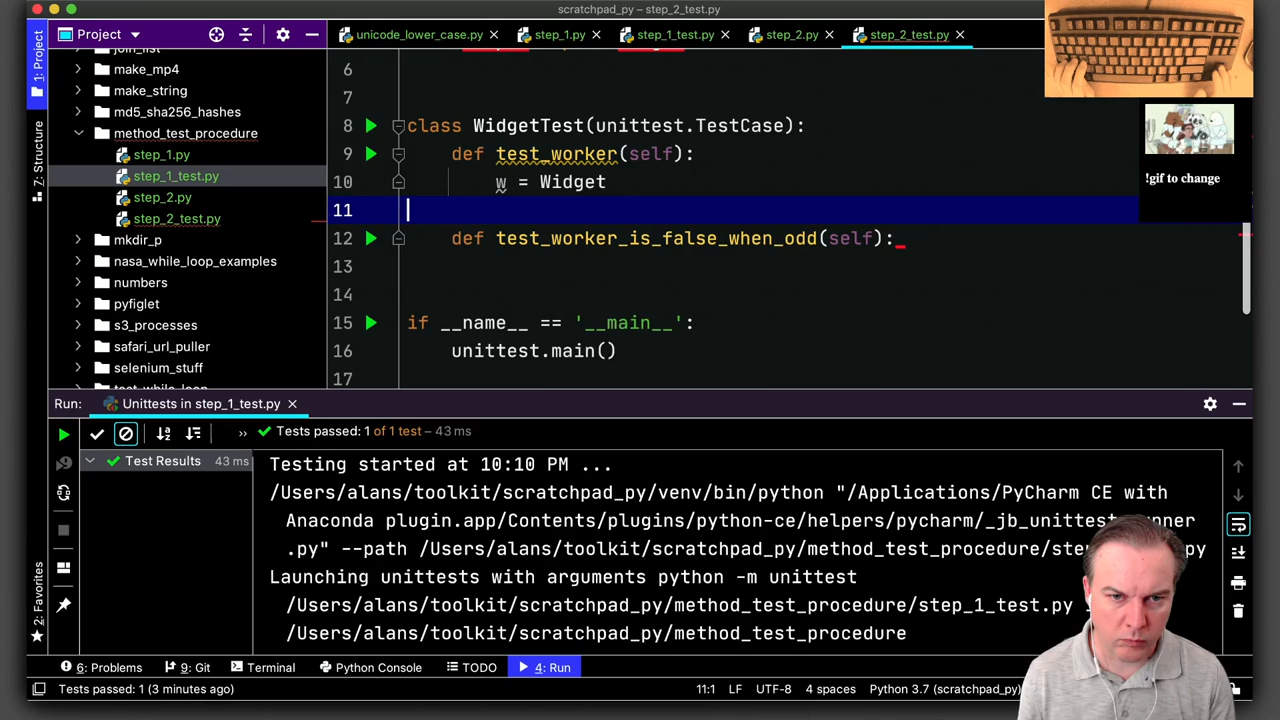 scratchpad_py – step_2_test.py
1: Project
Project
unicode_lower_case.py
step_1.py
step_1_test.py
step_2.py
step_2_test.py
make_mp4
make_string
md5_sha256_hashes
method_test_procedure
step_1.py
step_1_test.py
step_2.py
step_2_test.py
mkdir_p
nasa_while_loop_examples
numbers
pyfiglet
s3_processes
safari_url_puller
selenium_stuff
7: Structure
2: Favorites
6
7
8 class WidgetTest(unittest.TestCase):
9 def test_worker(self):
10 w = Widget
11
12 def test_worker_is_false_when_odd(self):
13
14
15 if __name__ == '__main__':
16 unittest.main()
17
!gif to change
Run: Unittests in step_1_test.py
» Tests passed: 1 of 1 test – 43 ms
Test Results 43 ms
Testing started at 10:10 PM ...
/Users/alans/toolkit/scratchpad_py/venv/bin/python "/Applications/PyCharm CE with
Anaconda plugin.app/Contents/plugins/python-ce/helpers/pycharm/_jb_unittest
.py" --path /Users/alans/toolkit/scratchpad_py/method_test_procedure/
Launching unittests with arguments python -m unittest
/Users/alans/toolkit/scratchpad_py/method_test_procedure/step_1_test.py
/Users/alans/toolkit/scratchpad_py/method_test_procedure
6: Problems 9: Git Terminal Python Console TODO 4: Run
Tests passed: 1 (3 minutes ago) 11:1 LF UTF-8 4 spaces Python 3.7 (scratchpad_py)